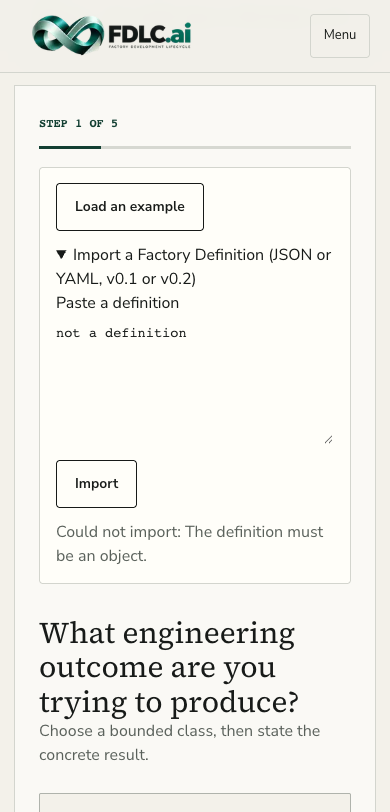 FDLC.ai
FACTORY DEVELOPMENT LIFECYCLE
Menu
STEP 1 OF 5
Load an example
▼ Import a Factory Definition (JSON or
YAML, v0.1 or v0.2)
Paste a definition
not a definition
Import
Could not import: The definition must
be an object.
What engineering
outcome are you
trying to produce?
Choose a bounded class, then state the
concrete result.